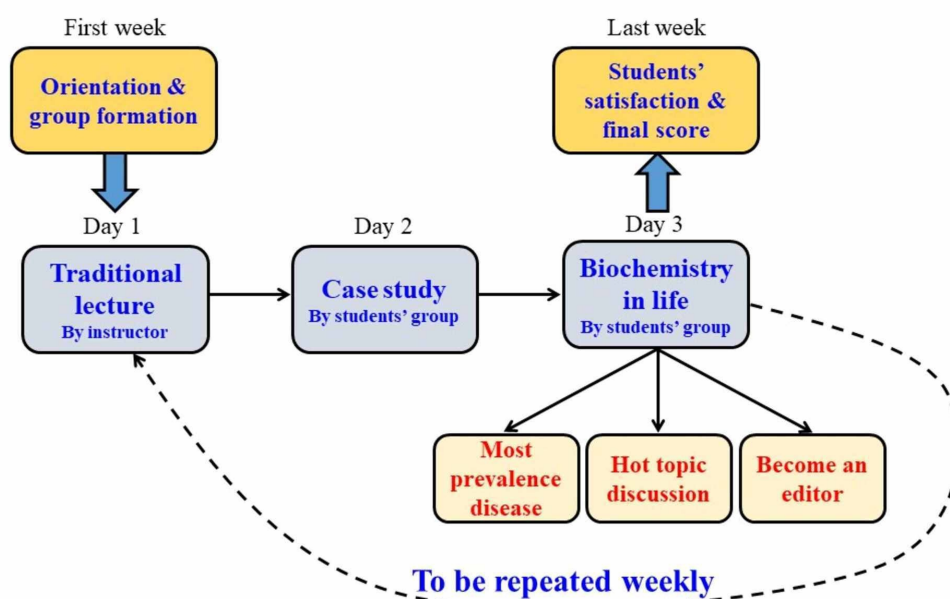 First week
Orientation &
group formation
Last week
Students’
satisfaction &
final score
Day 1
Traditional
lecture
By instructor
Day 2
Case study
By students’ group
Day 3
Biochemistry
in life
By students’ group
Most
prevalence
disease
Hot topic
discussion
Become an
editor
To be repeated weekly